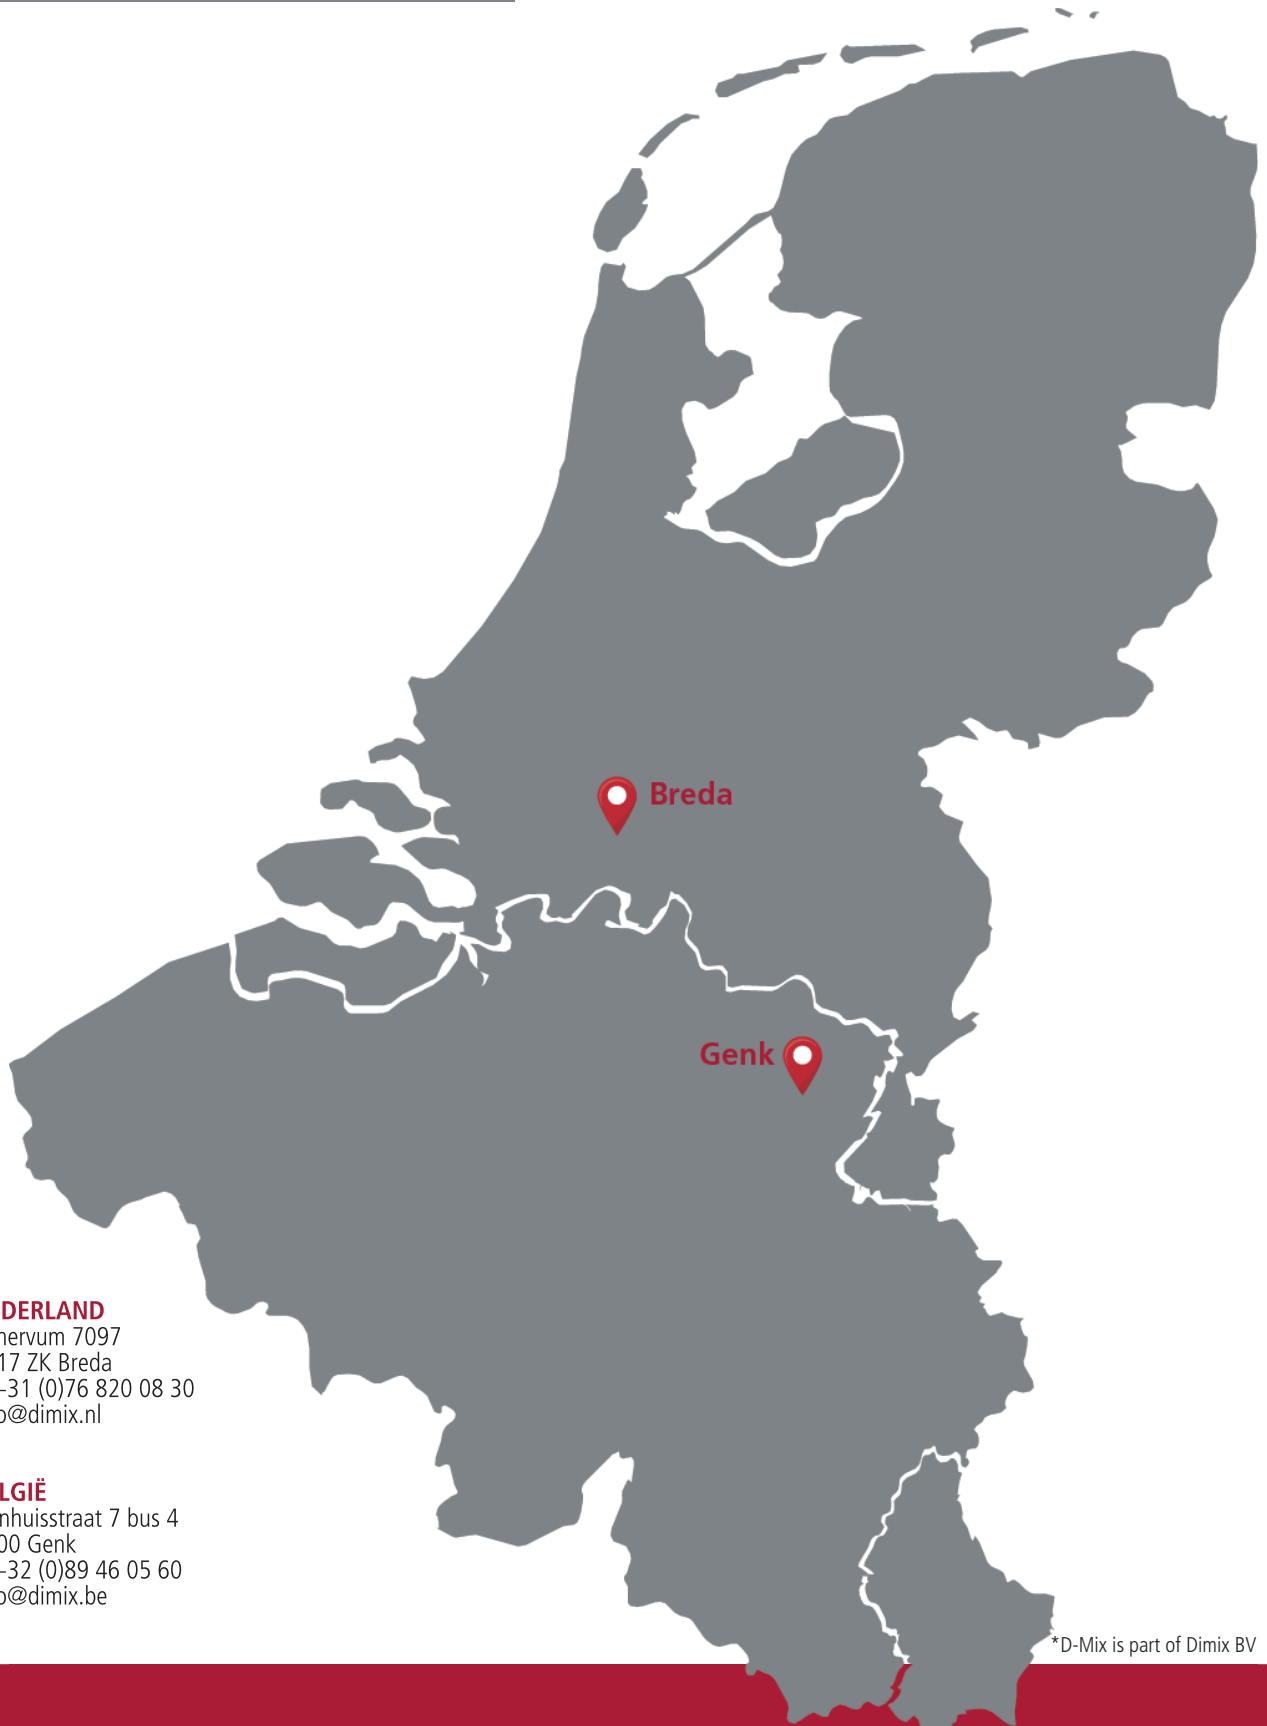 Breda
Genk
DERLAND
nervum 7097
17 ZK Breda
-31 (0)76 820 08 30
o@dimix.nl
LGIË
nhuisstraat 7 bus 4
00 Genk
-32 (0)89 46 05 60
o@dimix.be
*D-Mix is part of Dimix BV